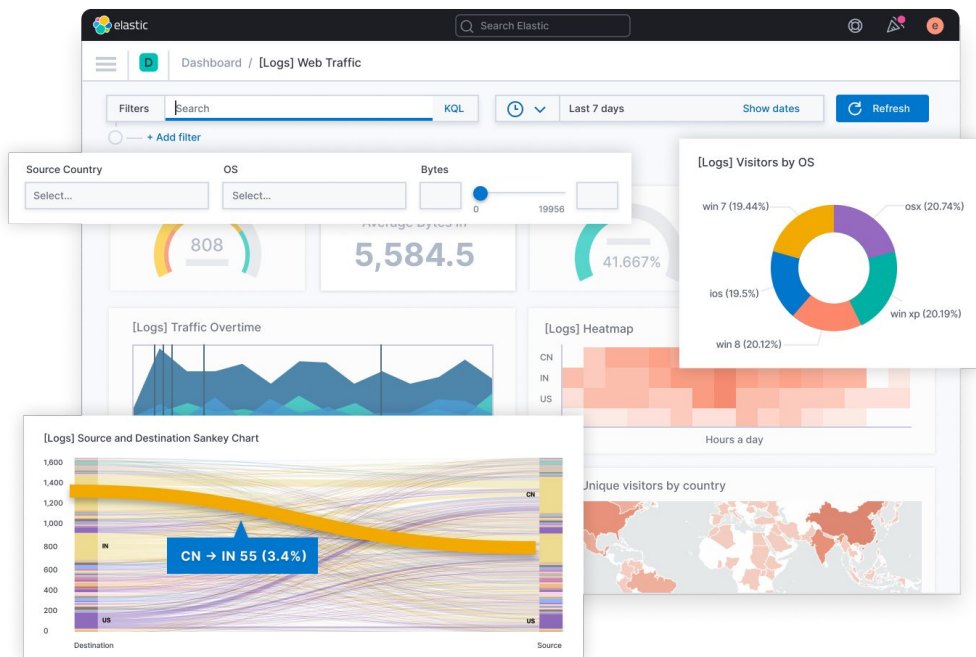 elastic
Search Elastic
e
D
Dashboard / [Logs] Web Traffic
Filters
Search
KQL
Last 7 days
Show dates
Refresh
+ Add filter
Source Country
OS
Bytes
Select...
Select...
0
19956
[Logs] Visitors by OS
win 7 (19.44%)
osx (20.74%)
ios (19.5%)
win xp (20.19%)
win 8 (20.12%)
808
Average Bytes In
5,584.5
41.667%
[Logs] Traffic Overtime
[Logs] Heatmap
CN
IN
US
Hours a day
[Logs] Source and Destination Sankey Chart
1,600
1,400
1,200
1,000
800
600
400
200
0
CN
IN
US
US
CN → IN 55 (3.4%)
Destination
Source
Unique visitors by country